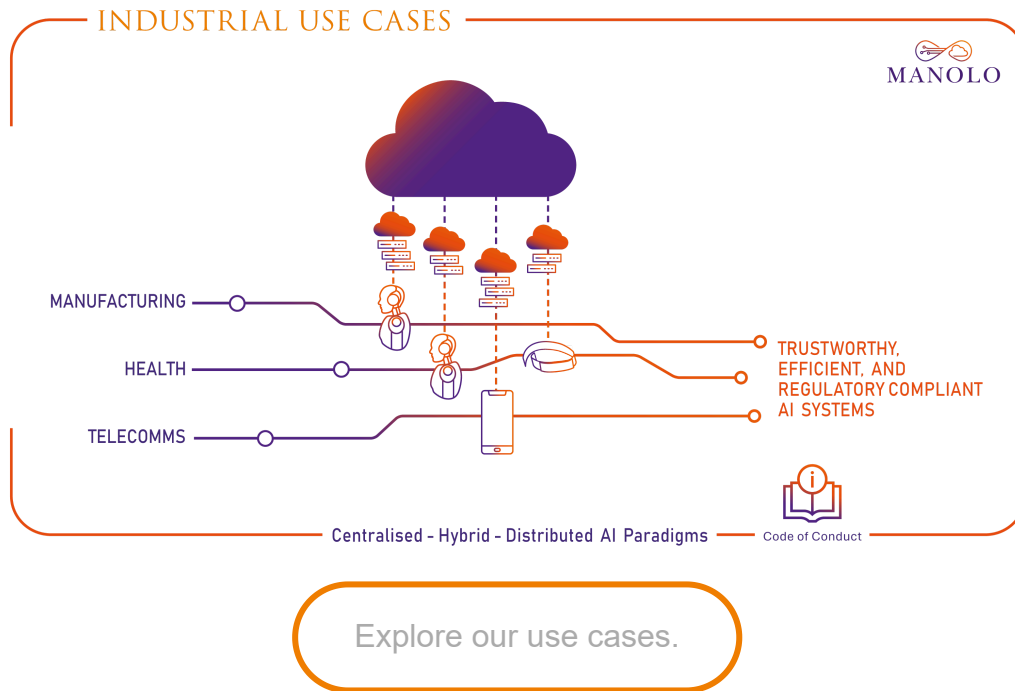 INDUSTRIAL USE CASES
MANOLO
MANUFACTURING
HEALTH
TELECOMMS
TRUSTWORTHY,
EFFICIENT, AND
REGULATORY COMPLIANT
AI SYSTEMS
i
Centralised - Hybrid - Distributed AI Paradigms
Code of Conduct
Explore our use cases.